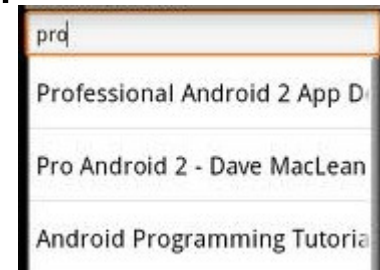 pro
Professional Android 2 App D
Pro Android 2 - Dave MacLean
Android Programming Tutoria